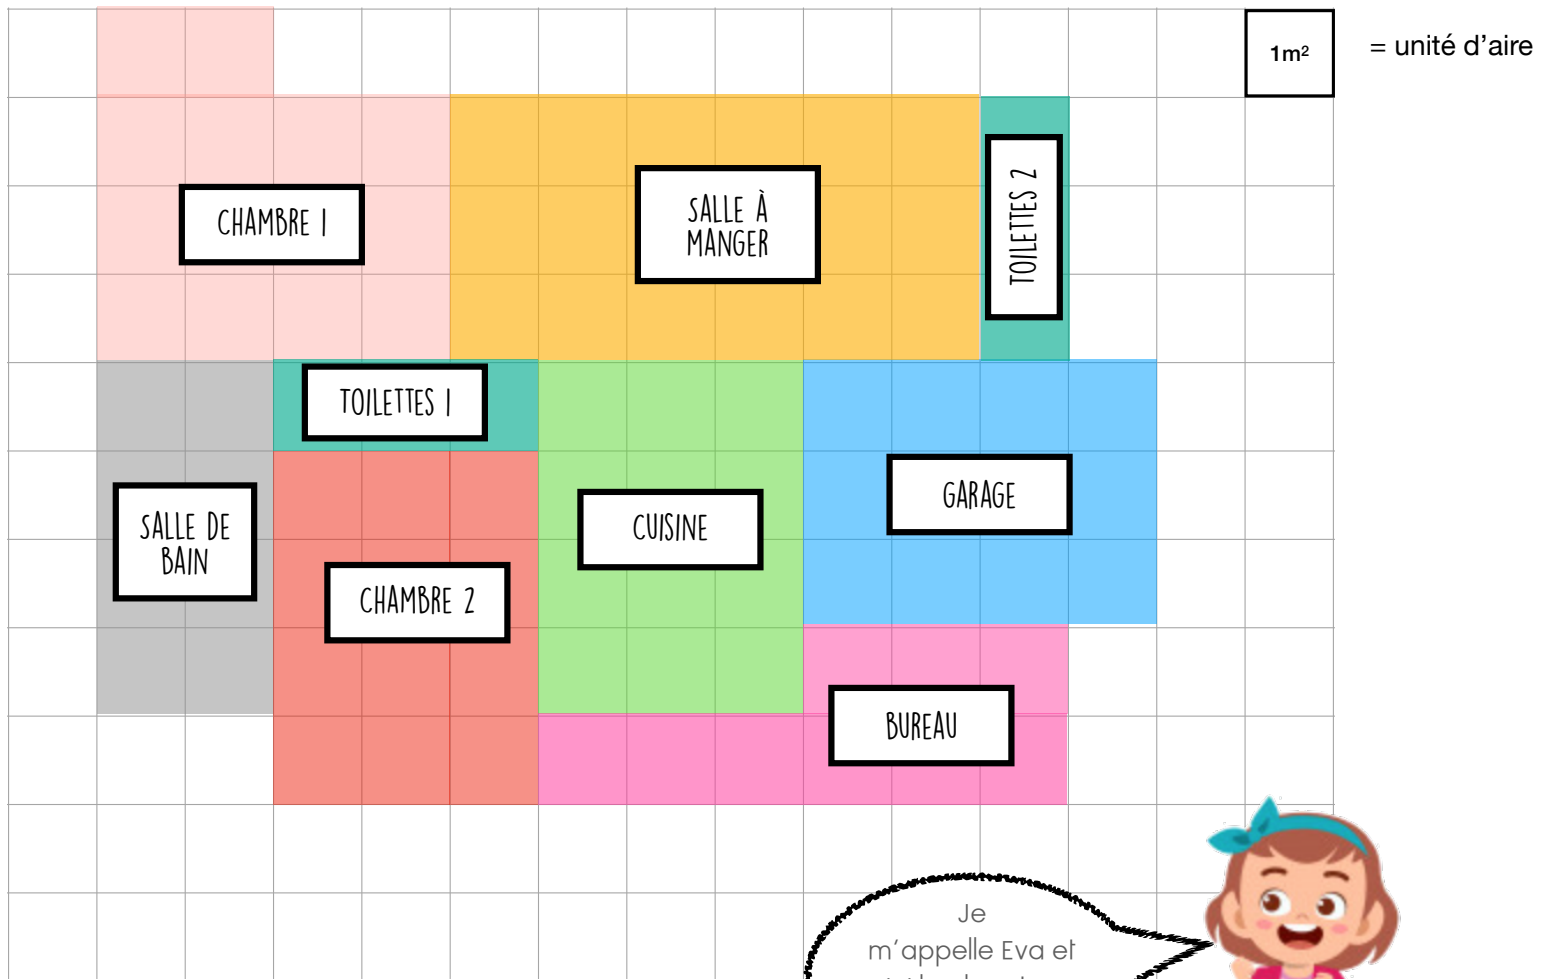 1m²
= unité d'aire
CHAMBRE 1
SALLE À
MANGER
TOILETTES 2
TOILETTES 1
SALLE DE
BAIN
CHAMBRE 2
CUISINE
GARAGE
BUREAU
Je
m'appelle Eva et